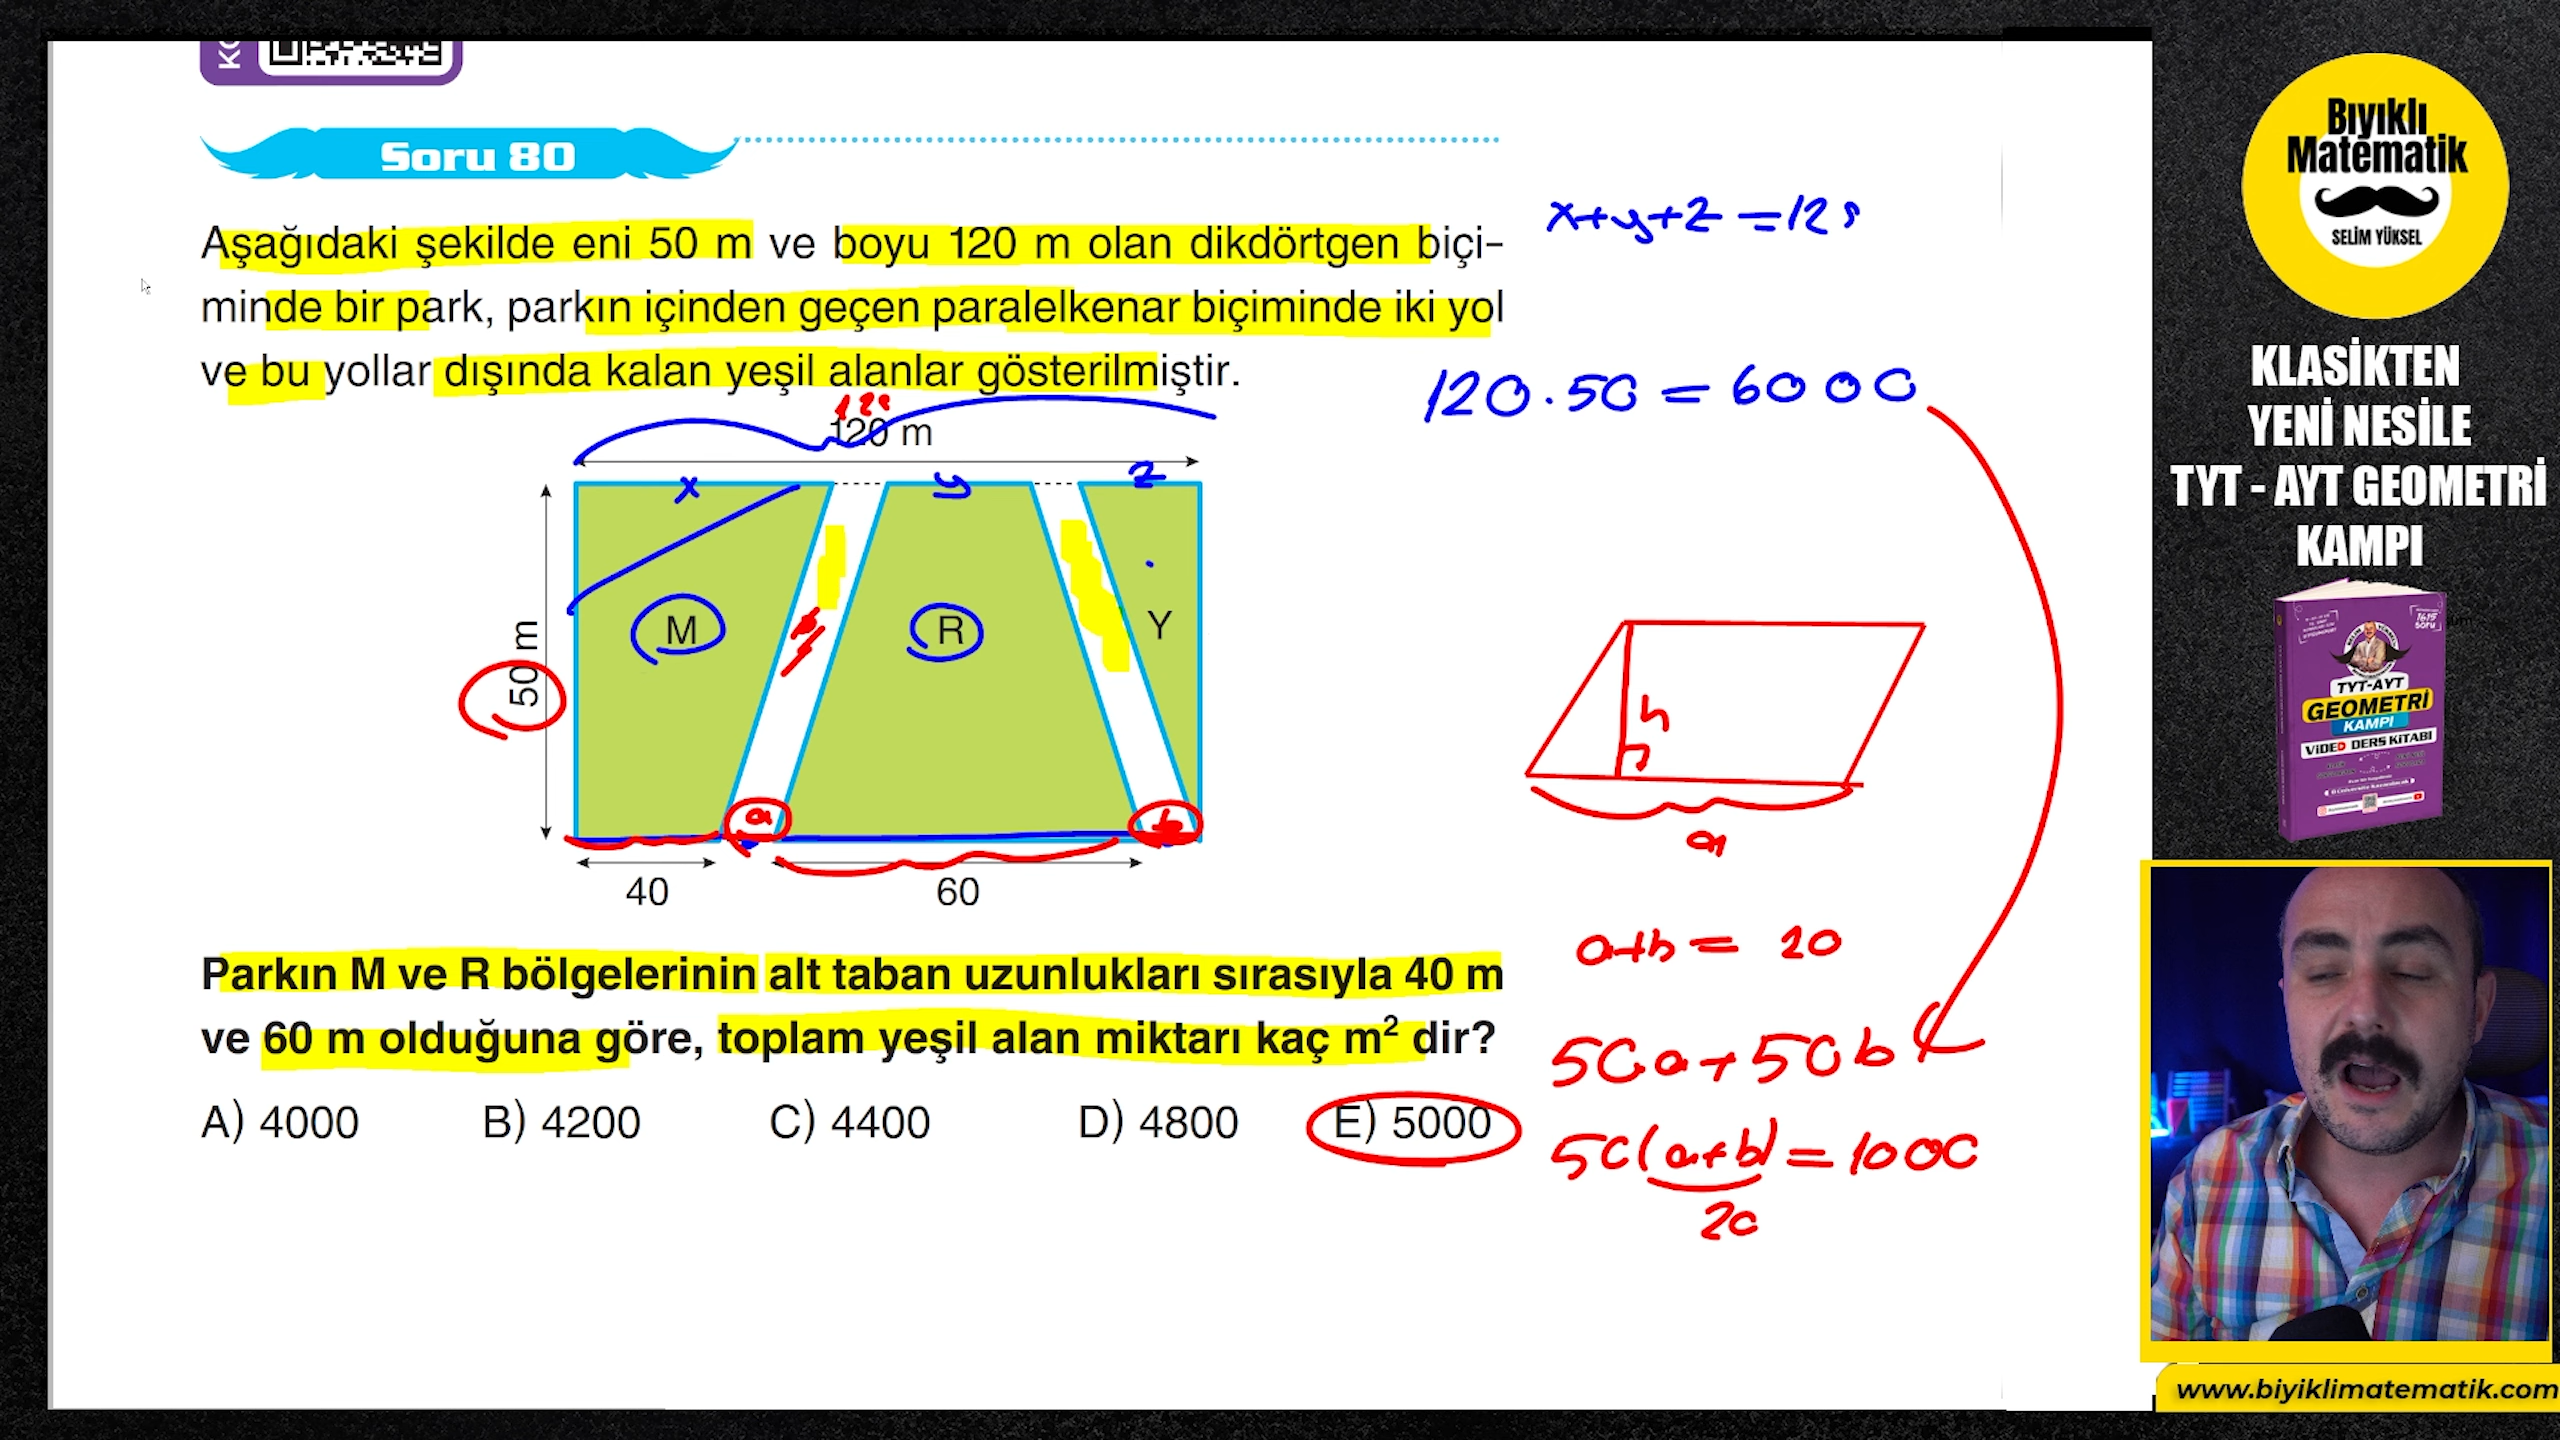 Soru 80
Aşağıdaki şekilde eni 50 m ve boyu 120 m olan dikdörtgen biçi-
minde bir park, parkın içinden geçen paralelkenar biçiminde iki yol
ve bu yollar dışında kalan yeşil alanlar gösterilmiştir.
120
120 m
x
y
z
50 m
M
R
Y
a
b
40
60
Parkın M ve R bölgelerinin alt taban uzunlukları sırasıyla 40 m
ve 60 m olduğuna göre, toplam yeşil alan miktarı kaç m² dir?
A) 4000 B) 4200 C) 4400 D) 4800 E) 5000
x+y+z =120
120.50 = 6000
h
a
a+b = 20
50a+50b
50(a+b) = 1000
20
Bıyıklı
Matematik
SELİM YÜKSEL
KLASİKTEN
YENİ NESİLE
TYT - AYT GEOMETRİ
KAMPI
TYT-AYT
GEOMETRİ
KAMPI
VİDEO DERS KİTABI
www.biyiklimatematik.com